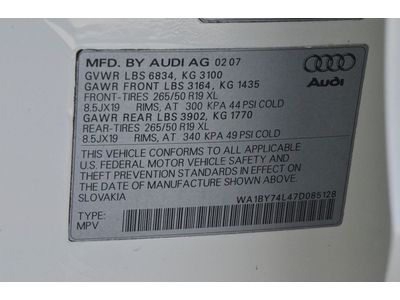 MFD. BY AUDI AG 02 07
GVWR LBS 6834, KG 3100
GAWR FRONT LBS 3164, KG 1435
FRONT-TIRES 265/50 R19 XL
8.5JX19 RIMS, AT 300 KPA 44 PSI COLD
GAWR REAR LBS 3902, KG 1770
REAR-TIRES 265/50 R19 XL
8.5JX19 RIMS, AT 340 KPA 49 PSI COLD
Audi
THIS VEHICLE CONFORMS TO ALL APPLICABLE
U.S. FEDERAL MOTOR VEHICLE SAFETY AND
THEFT PREVENTION STANDARDS IN EFFECT ON
THE DATE OF MANUFACTURE SHOWN ABOVE.
SLOVAKIA
WA1BY74L47D085128
TYPE:
MPV